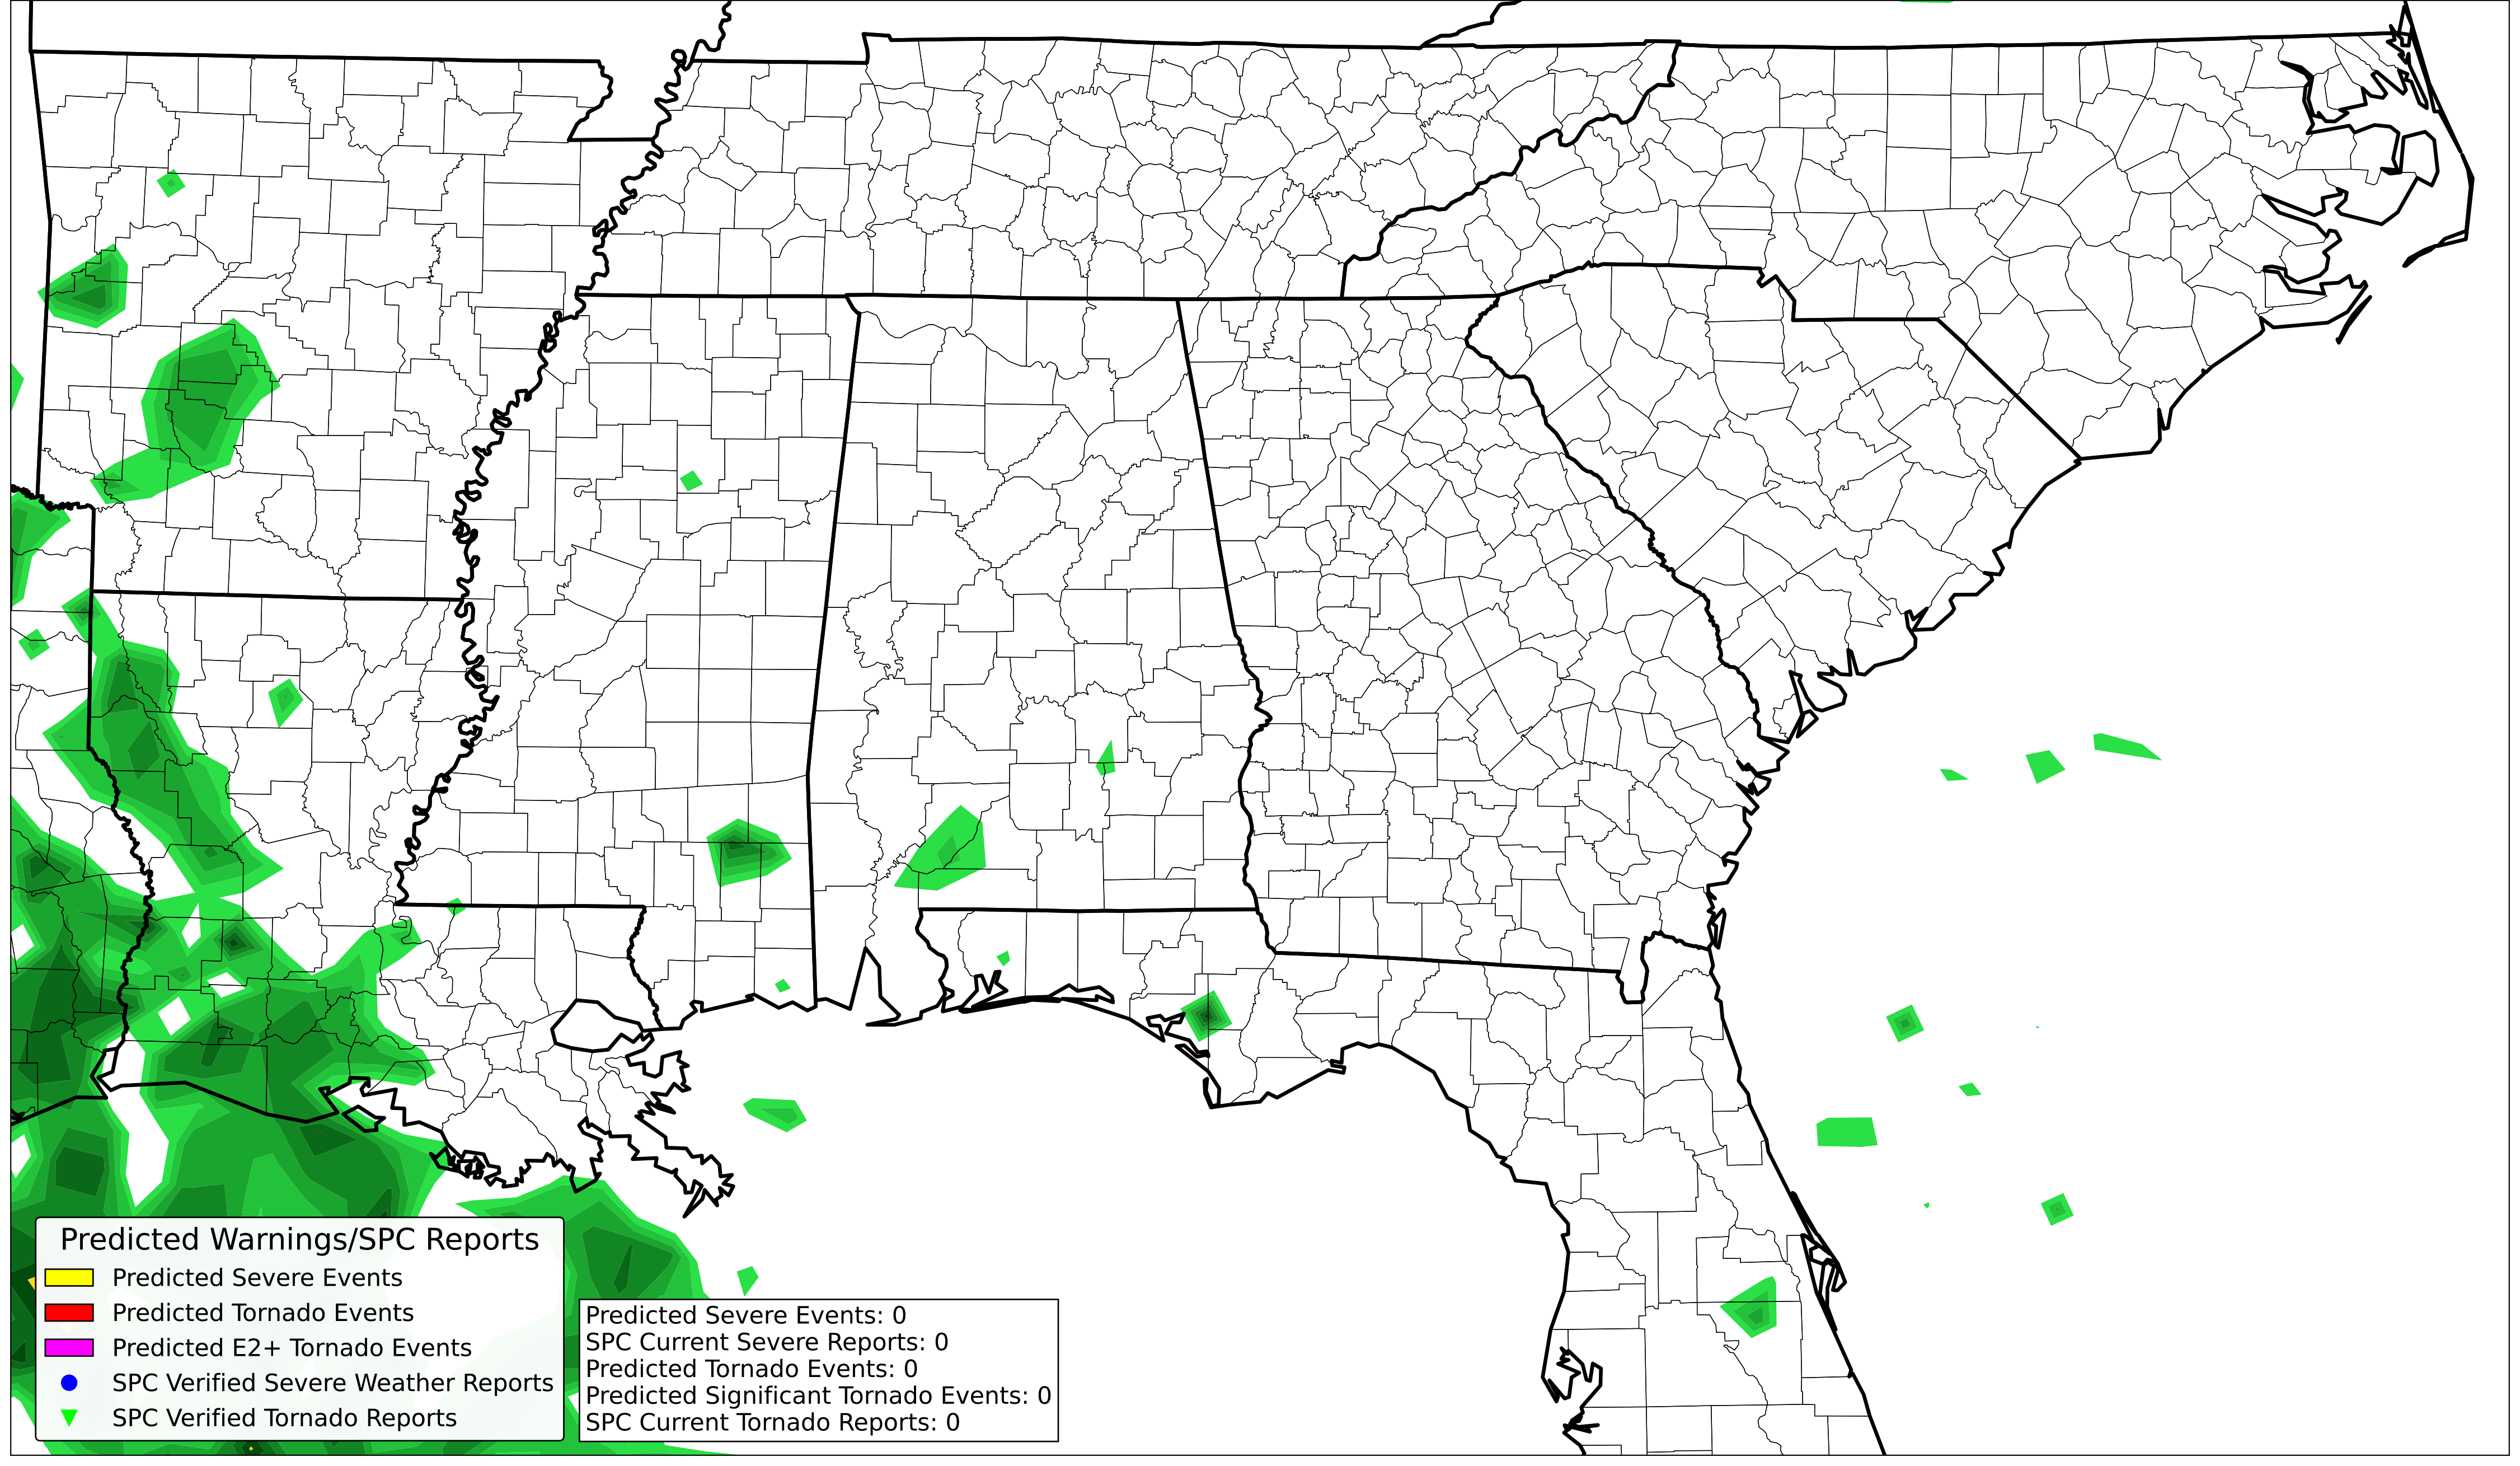 Predicted Warnings/SPC Reports
Predicted Severe Events
Predicted Tornado Events
Predicted E2+ Tornado Events
SPC Verified Severe Weather Reports
SPC Verified Tornado Reports
Predicted Severe Events: 0
SPC Current Severe Reports: 0
Predicted Tornado Events: 0
Predicted Significant Tornado Events: 0
SPC Current Tornado Reports: 0